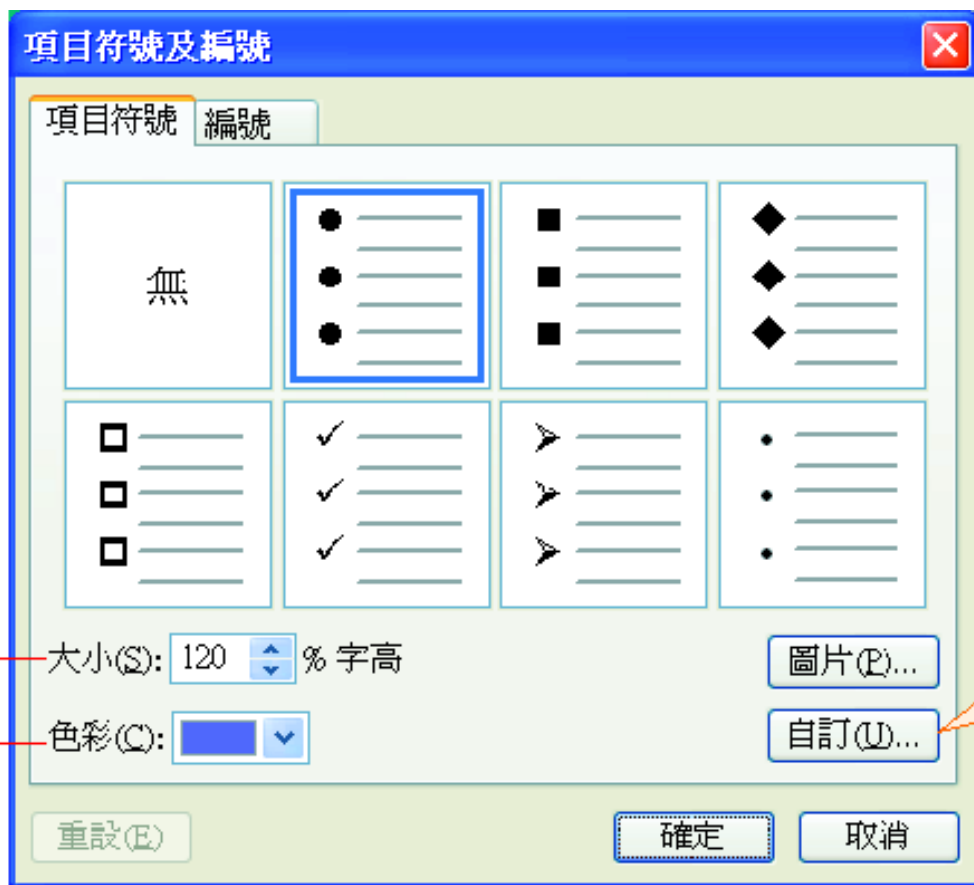 項目符號及編號
項目符號 編號
無
大小(S): 120 % 字高
圖片(P)...
色彩(C):
自訂(U)...
重設(E) 確定 取消